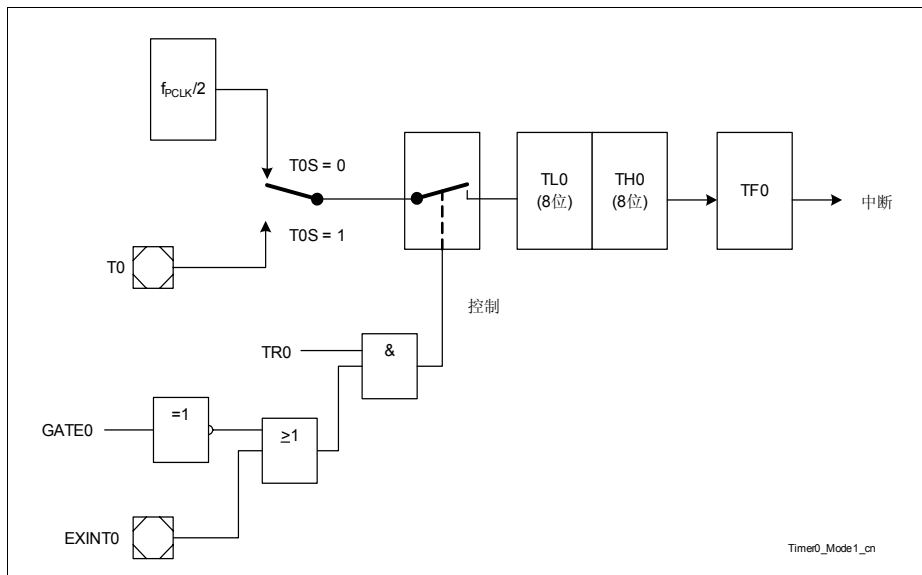 fPCLK/2
T0S = 0
T0S = 1
T0
TL0
(8位)
TH0
(8位)
TF0
中断
控制
TR0
&
=1
GATE0
≥1
EXINT0
Timer0_Mode1_cn